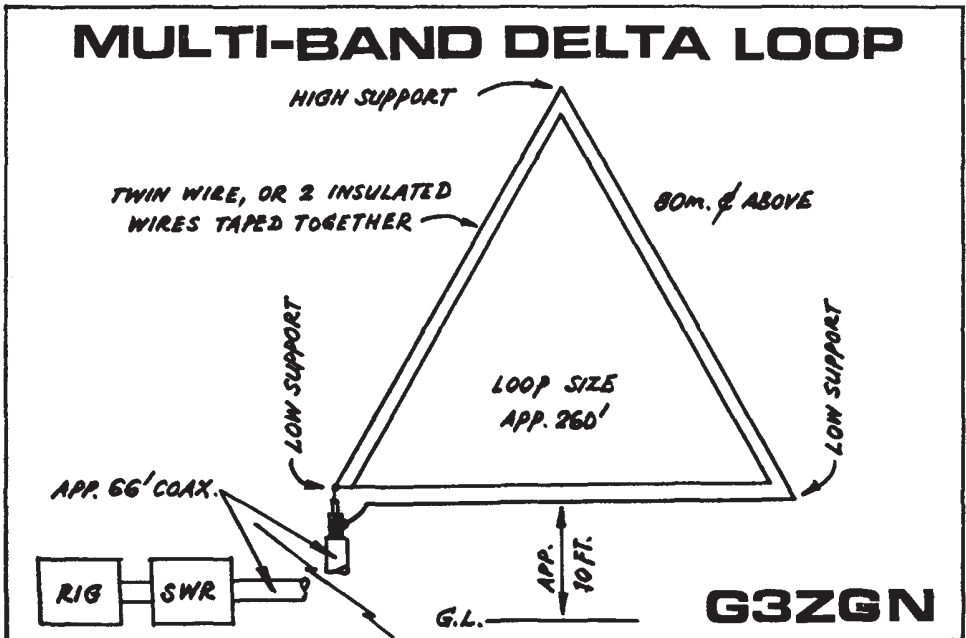 MULTI-BAND DELTA LOOP
HIGH SUPPORT
TWIN WIRE, OR 2 INSULATED
WIRES TAPED TOGETHER
80m. & ABOVE
LOW SUPPORT
LOW SUPPORT
LOOP SIZE
APP. 260'
APP. 66' COAX.
RIG
SWR
APP.
10 FT.
G.L.
G3ZGN